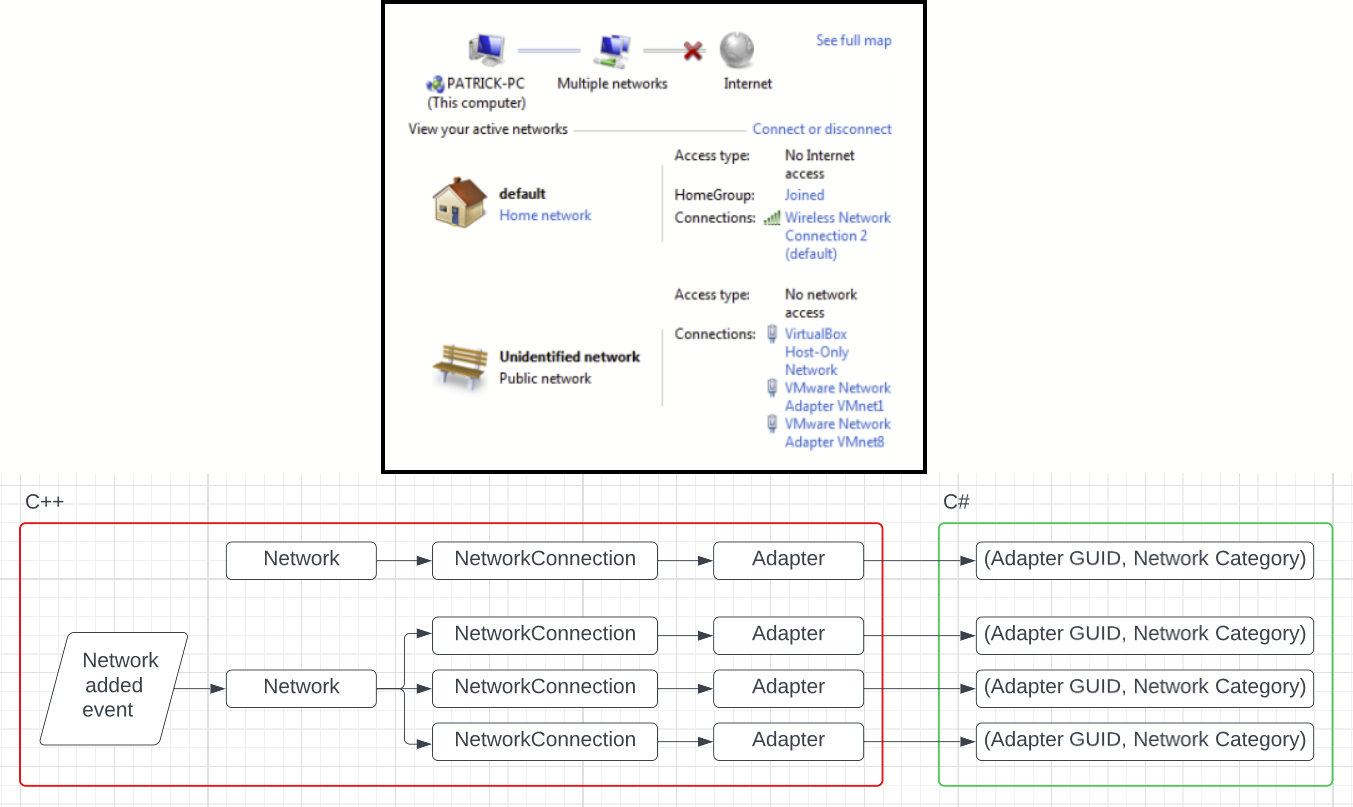 See full map
PATRICK-PC
(This computer)
Multiple networks
Internet
View your active networks
Connect or disconnect
default
Home network
Access type:
No Internet
access
HomeGroup:
Joined
Connections:
Wireless Network
Connection 2
(default)
Unidentified network
Public network
Access type:
No network
access
Connections:
VirtualBox
Host-Only
Network
VMware Network
Adapter VMnet1
VMware Network
Adapter VMnet8
C++
C#
Network
NetworkConnection
Adapter
(Adapter GUID, Network Category)
Network
added
event
Network
NetworkConnection
Adapter
(Adapter GUID, Network Category)
NetworkConnection
Adapter
(Adapter GUID, Network Category)
NetworkConnection
Adapter
(Adapter GUID, Network Category)